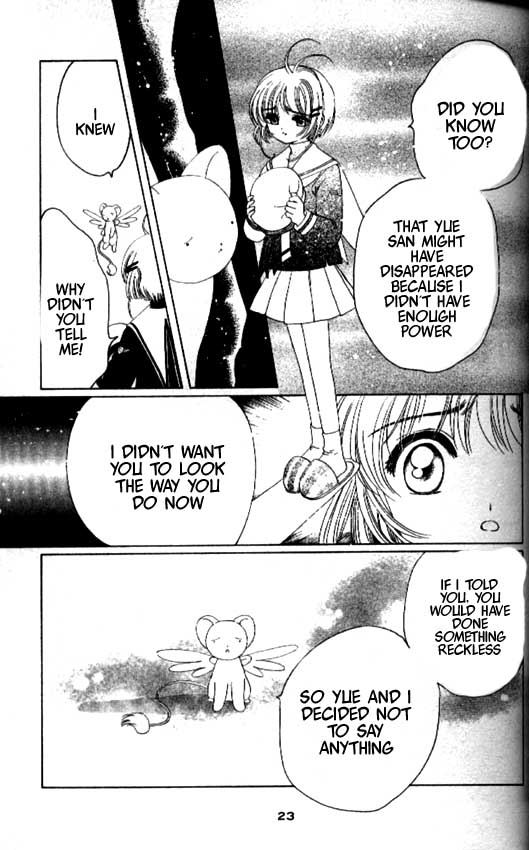 DID YOU
KNOW
TOO?
THAT YUE
SAN MIGHT
HAVE
DISAPPEARED
BECAUSE I
DIDN'T HAVE
ENOUGH
POWER
I
KNEW
WHY
DIDN'T
YOU
TELL
ME!
I DIDN'T WANT
YOU TO LOOK
THE WAY YOU
DO NOW
IF I TOLD
YOU. YOU
WOULD HAVE
DONE
SOMETHING
RECKLESS
SO YUE AND I
DECIDED NOT
TO SAY
ANYTHING
23